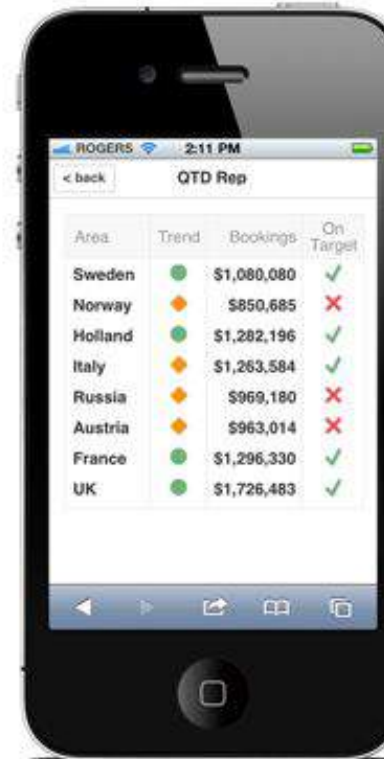 ROGERS 2:11 PM
< back QTD Rep
Area Trend Bookings On Target
Sweden $1,080,080
Norway $850,685
Holland $1,282,196
Italy $1,263,584
Russia $969,180
Austria $963,014
France $1,296,330
UK $1,726,483